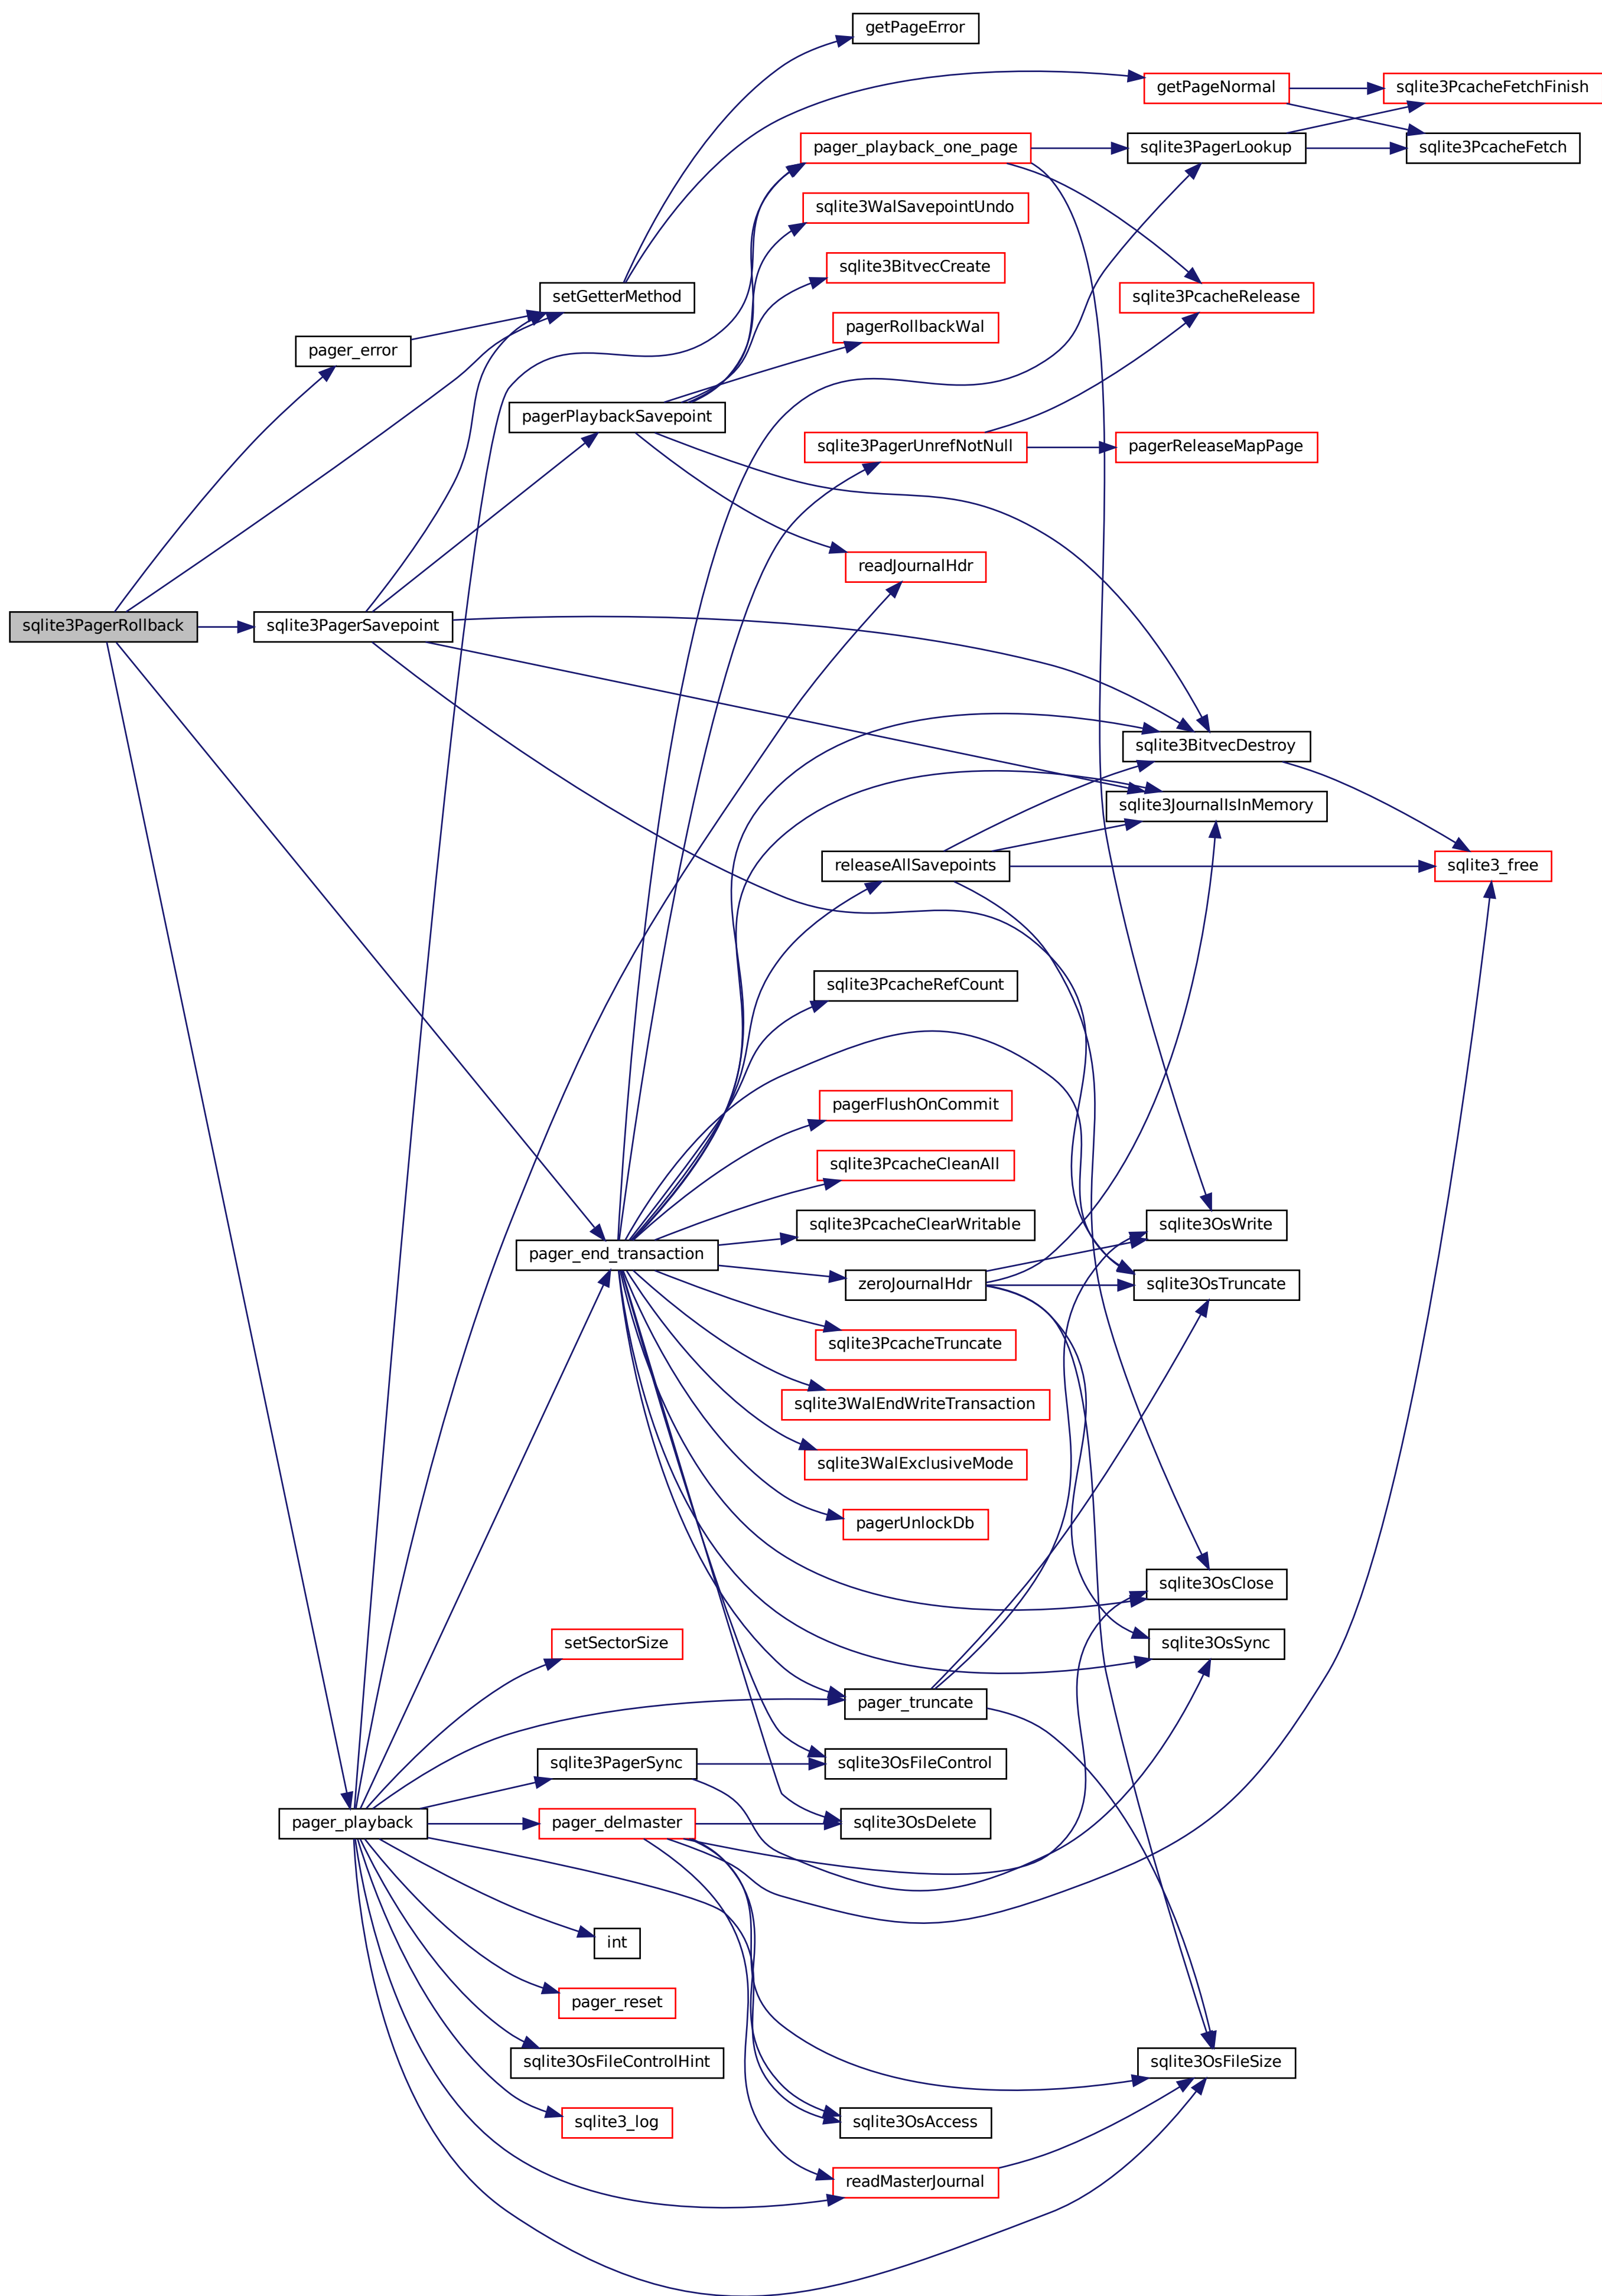 getPageError
getPageNormal
sqlite3PcacheFetchFinish
pager_playback_one_page
sqlite3PagerLookup
sqlite3PcacheFetch
sqlite3WalSavepointUndo
sqlite3BitvecCreate
setGetterMethod
sqlite3PcacheRelease
pagerRollbackWal
pager_error
pagerPlaybackSavepoint
sqlite3PagerUnrefNotNull
pagerReleaseMapPage
readJournalHdr
sqlite3PagerRollback
sqlite3PagerSavepoint
sqlite3BitvecDestroy
sqlite3JournalIsInMemory
releaseAllSavepoints
sqlite3_free
sqlite3PcacheRefCount
pagerFlushOnCommit
sqlite3PcacheCleanAll
sqlite3PcacheClearWritable
sqlite3OsWrite
pager_end_transaction
zeroJournalHdr
sqlite3OsTruncate
sqlite3PcacheTruncate
sqlite3WalEndWriteTransaction
sqlite3WalExclusiveMode
pagerUnlockDb
sqlite3OsClose
setSectorSize
sqlite3OsSync
pager_truncate
sqlite3PagerSync
sqlite3OsFileControl
pager_playback
pager_delmaster
sqlite3OsDelete
int
pager_reset
sqlite3OsFileControlHint
sqlite3OsFileSize
sqlite3_log
sqlite3OsAccess
readMasterJournal